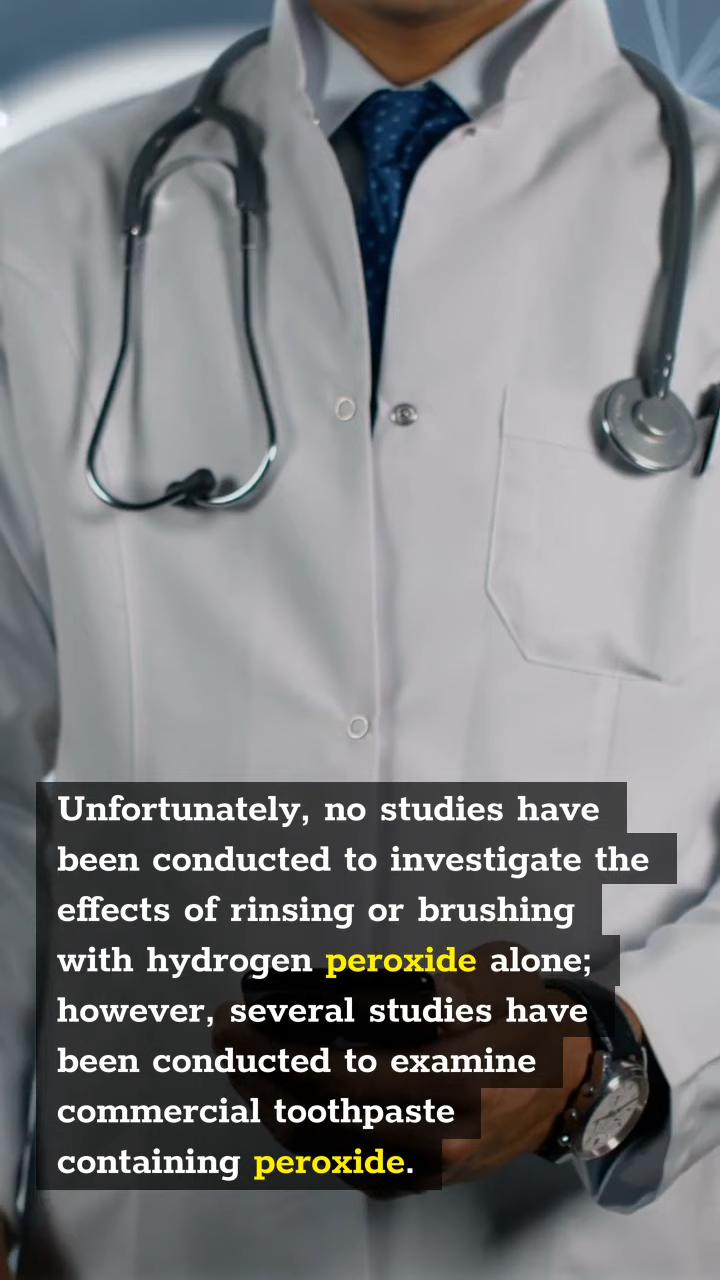 Unfortunately, no studies have
been conducted to investigate the
effects of rinsing or brushing
with hydrogen peroxide alone;
however, several studies have
been conducted to examine
commercial toothpaste
containing peroxide.